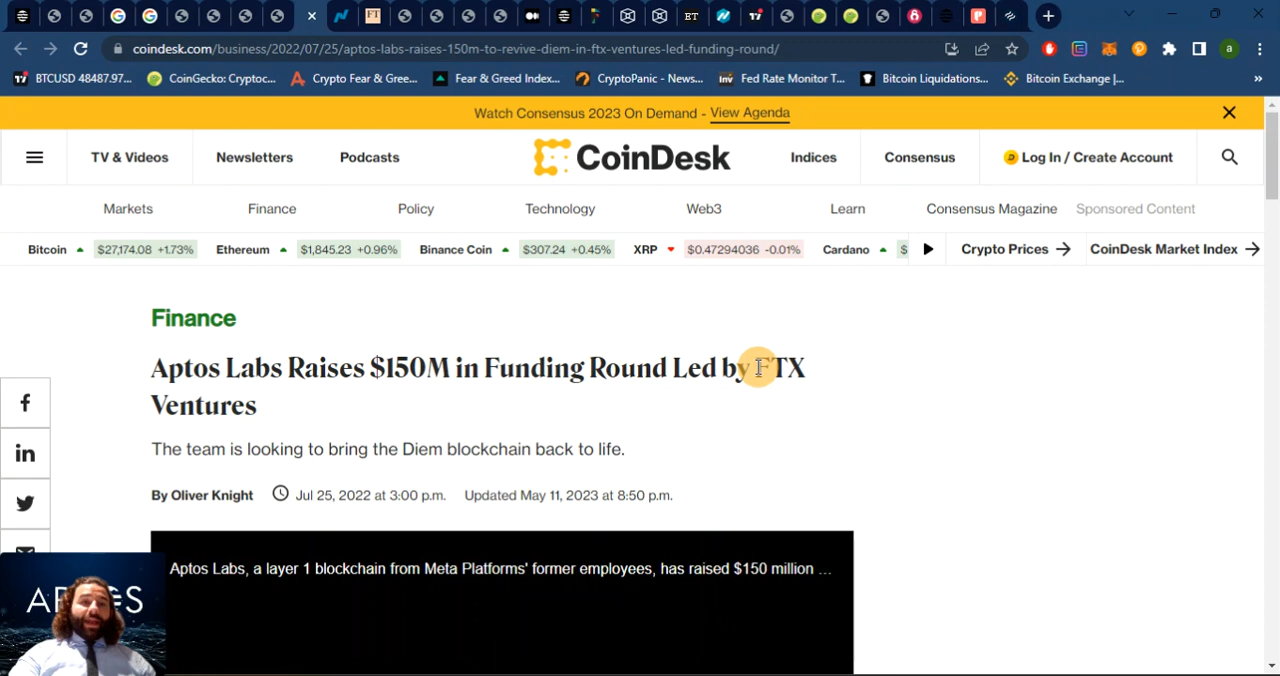 coindesk.com/business/2022/07/25/aptos-labs-raises-150m-to-revive-diem-in-ftx-ventures-led-funding-round/
BTCUSD 48487.97... CoinGecko: Cryptoc... Crypto Fear & Gree... Fear & Greed Index... CryptoPanic - News... Fed Rate Monitor T... Bitcoin Liquidations... Bitcoin Exchange |... »
Watch Consensus 2023 On Demand - View Agenda
TV & Videos Newsletters Podcasts CoinDesk Indices Consensus Log In / Create Account
Markets Finance Policy Technology Web3 Learn Consensus Magazine Sponsored Content
Bitcoin $27,174.08 +1.73% Ethereum $1,845.23 +0.96% Binance Coin $307.24 +0.45% XRP $0.47294036 -0.01% Cardano $ Crypto Prices → CoinDesk Market Index →
Finance
Aptos Labs Raises $150M in Funding Round Led by FTX
Ventures
The team is looking to bring the Diem blockchain back to life.
By Oliver Knight Jul 25, 2022 at 3:00 p.m. Updated May 11, 2023 at 8:50 p.m.
Aptos Labs, a layer 1 blockchain from Meta Platforms' former employees, has raised $150 million ...